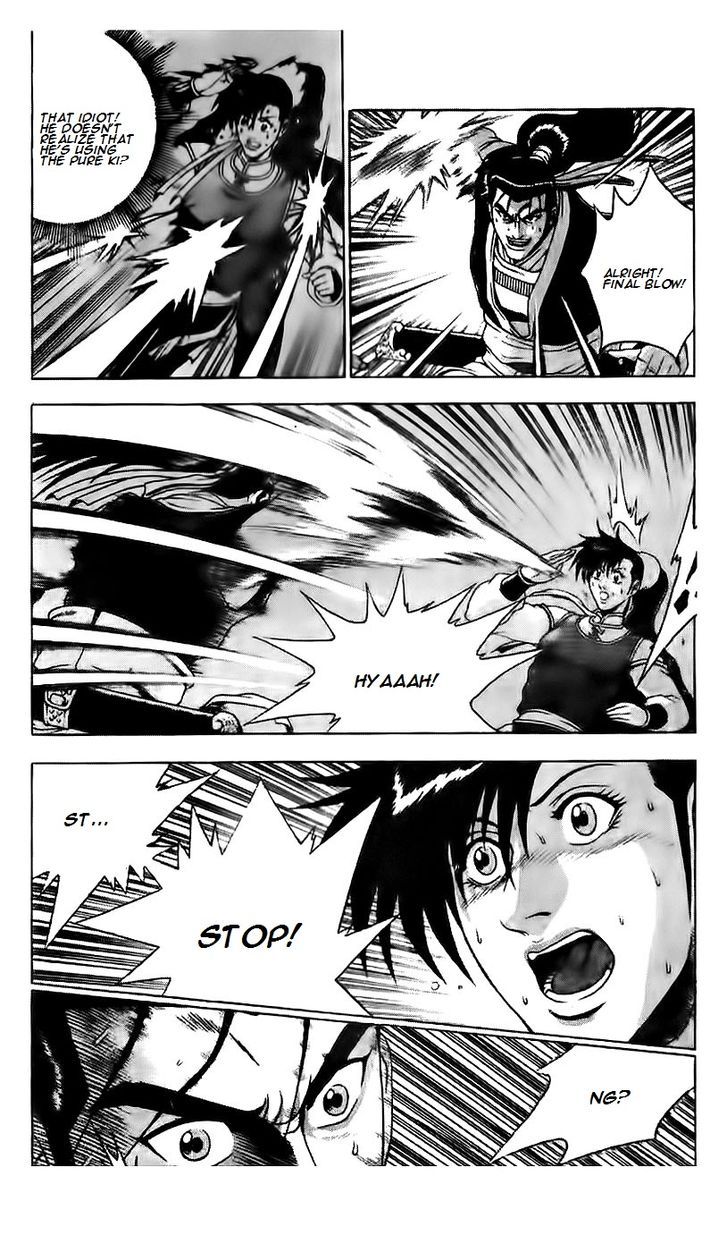 THAT IDIOT!
HE DOESN'T
REALIZE THAT
HE'S USING
THE PURE KI?
ALRIGHT!
FINAL BLOW!
HYAAAH!
ST...
STOP!
NG?